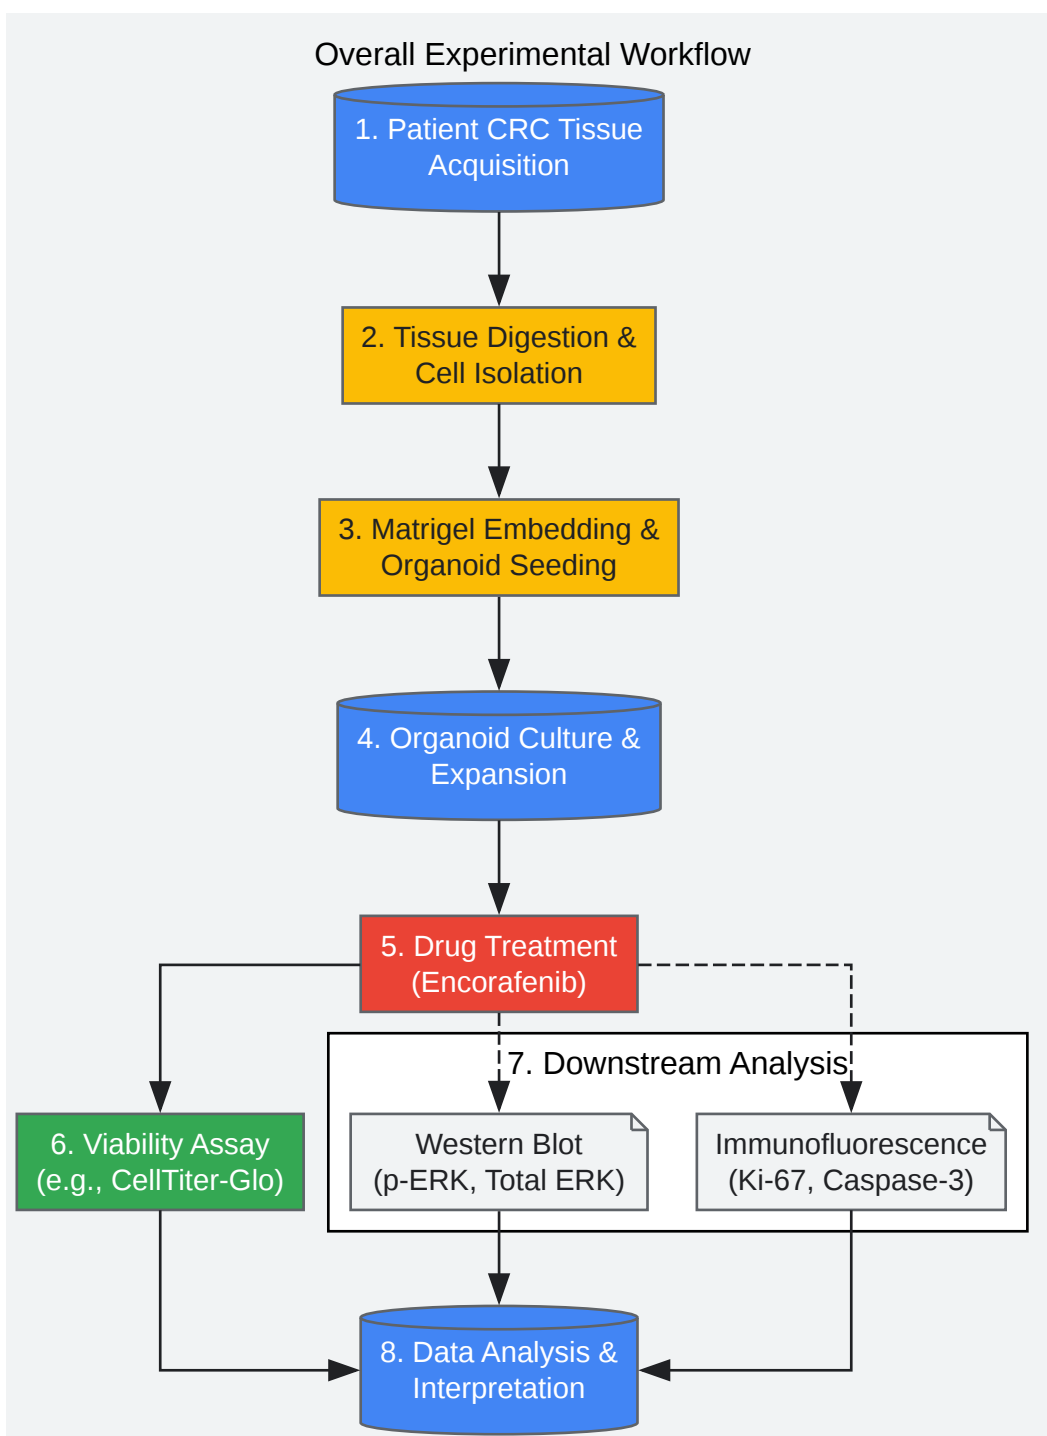 Overall Experimental Workflow
1. Patient CRC Tissue
Acquisition
2. Tissue Digestion &
Cell Isolation
3. Matrigel Embedding &
Organoid Seeding
4. Organoid Culture &
Expansion
5. Drug Treatment
(Encorafenib)
7. Downstream Analysis
6. Viability Assay
(e.g., CellTiter-Glo)
Western Blot
(p-ERK, Total ERK)
Immunofluorescence
(Ki-67, Caspase-3)
8. Data Analysis &
Interpretation